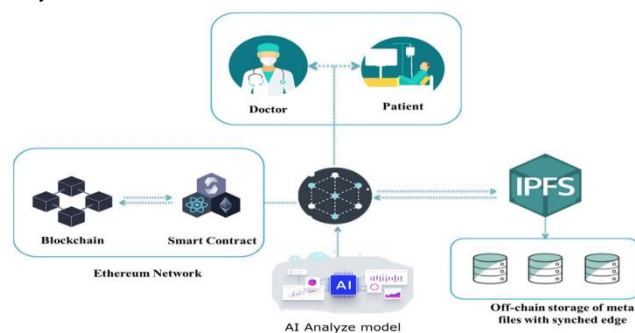 Doctor
Patient
IPFS
Blockchain
Smart Contract
Ethereum Network
AI
AI Analyze model
Off-chain storage of meta
files with synched edge